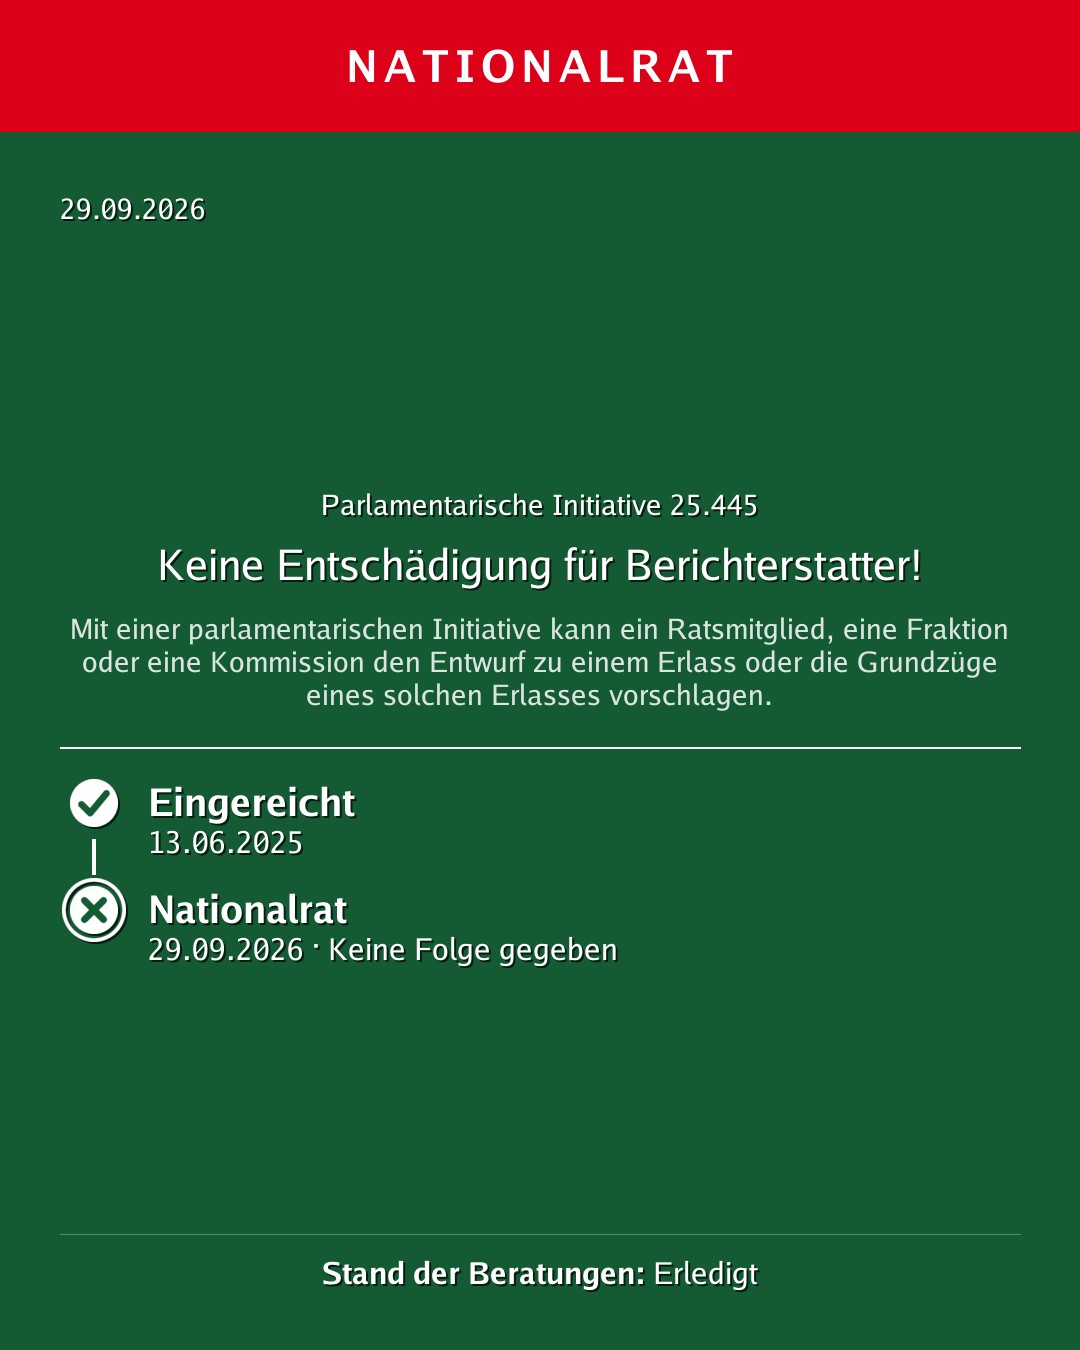 NATIONALRAT
29.09.2026
Parlamentarische Initiative 25.445
Keine Entschädigung für Berichterstatter!
Mit einer parlamentarischen Initiative kann ein Ratsmitglied, eine Fraktion
oder eine Kommission den Entwurf zu einem Erlass oder die Grundzüge
eines solchen Erlasses vorschlagen.
Eingereicht
13.06.2025
Nationalrat
29.09.2026 · Keine Folge gegeben
Stand der Beratungen: Erledigt